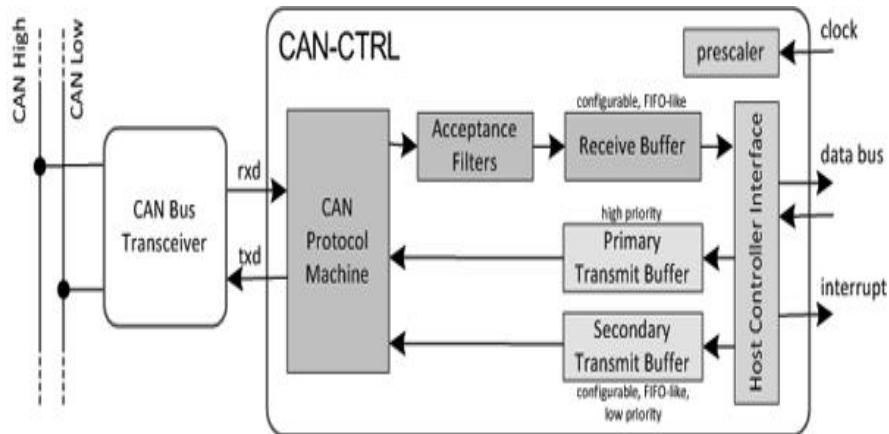 CAN High
CAN Low
CAN-CTRL
prescaler
clock
configurable, FIFO-like
Acceptance
Filters
Receive Buffer
data bus
rxd
CAN Bus
Transceiver
txd
CAN
Protocol
Machine
high priority
Primary
Transmit Buffer
Host Controller Interface
interrupt
Secondary
Transmit Buffer
configurable, FIFO-like,
low priority